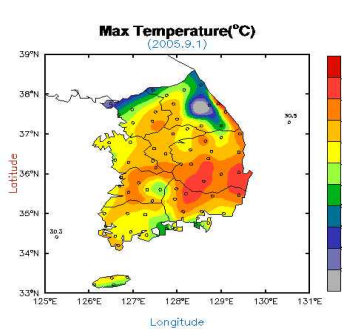 Max Temperature(°C)
(2005.9.1)
39°N
38°N
37°N
36°N
35°N
34°N
33°N
Latitude
30.5
30.3
125°E 126°E 127°E 128°E 129°E 130°E 131°E
Longitude